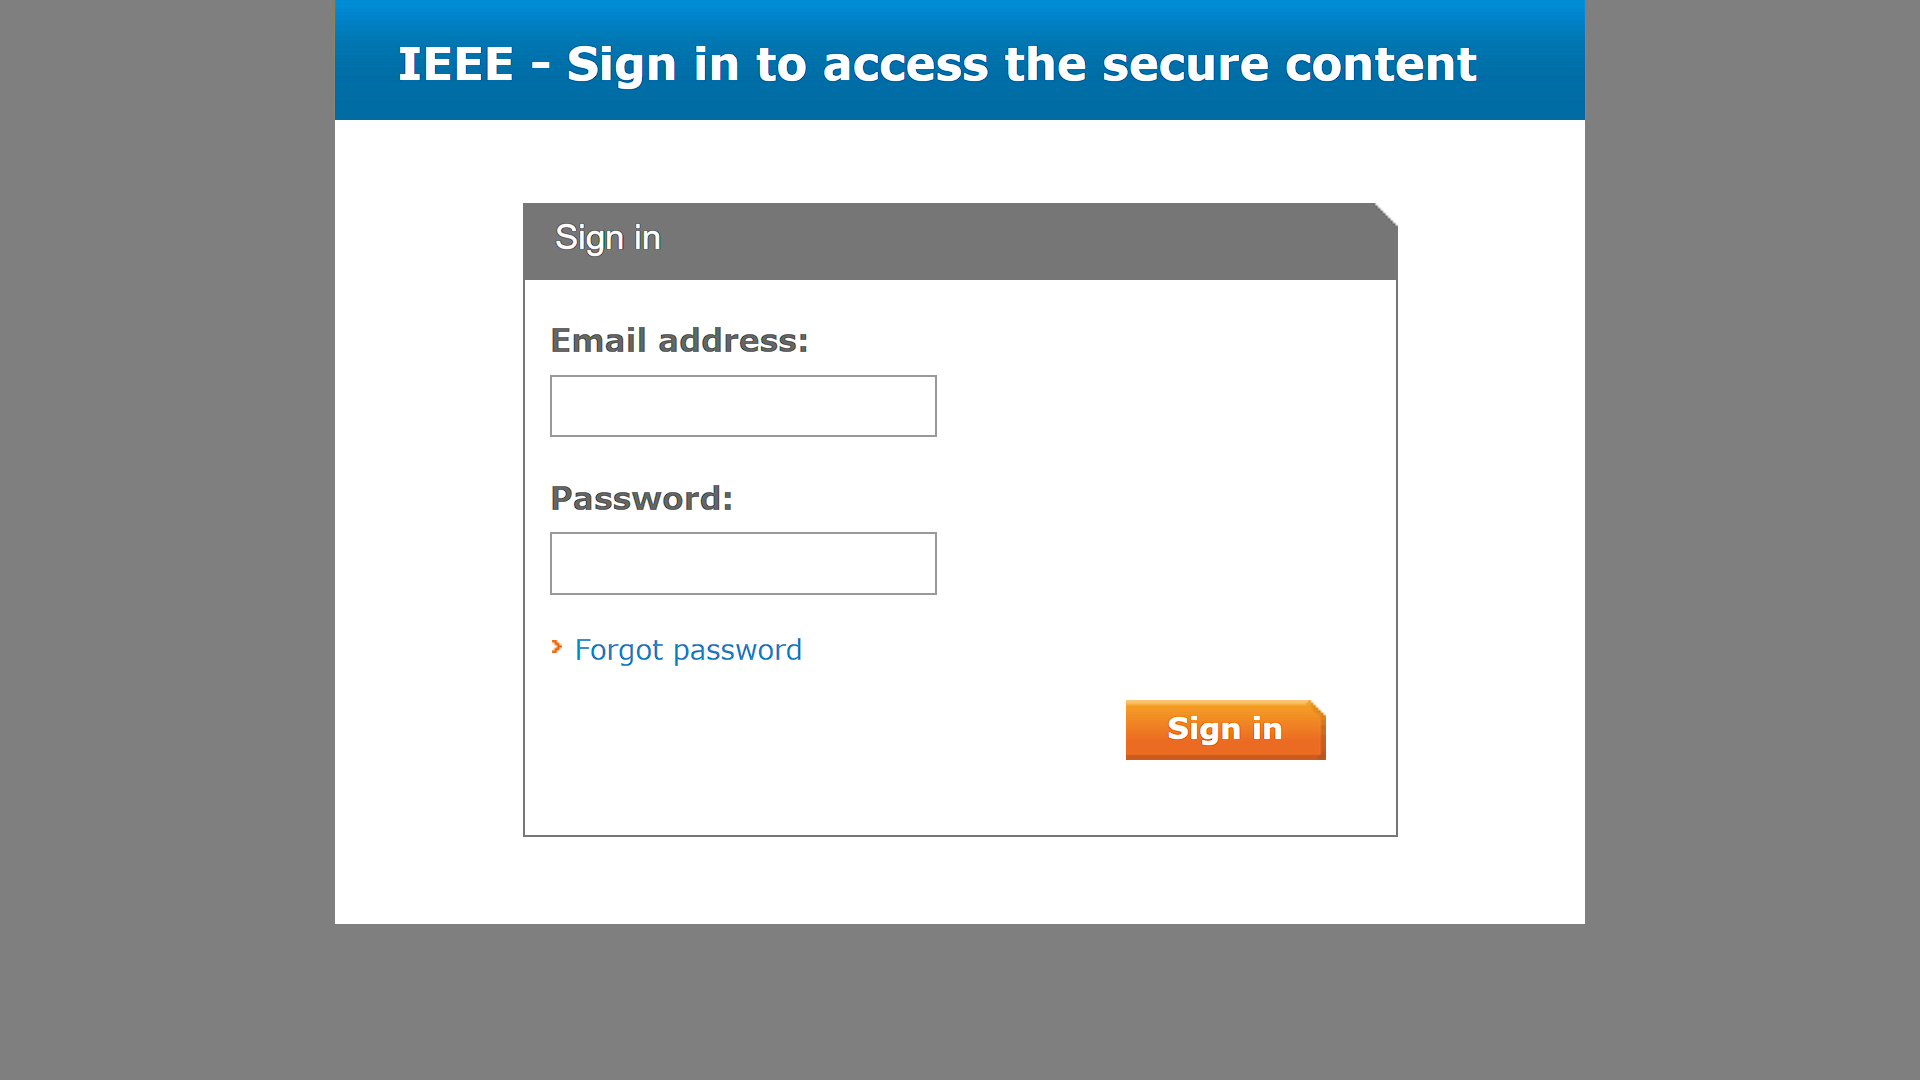 IEEE - Sign in to access the secure content
Sign in
Email address:
Password:
Forgot password
Sign in